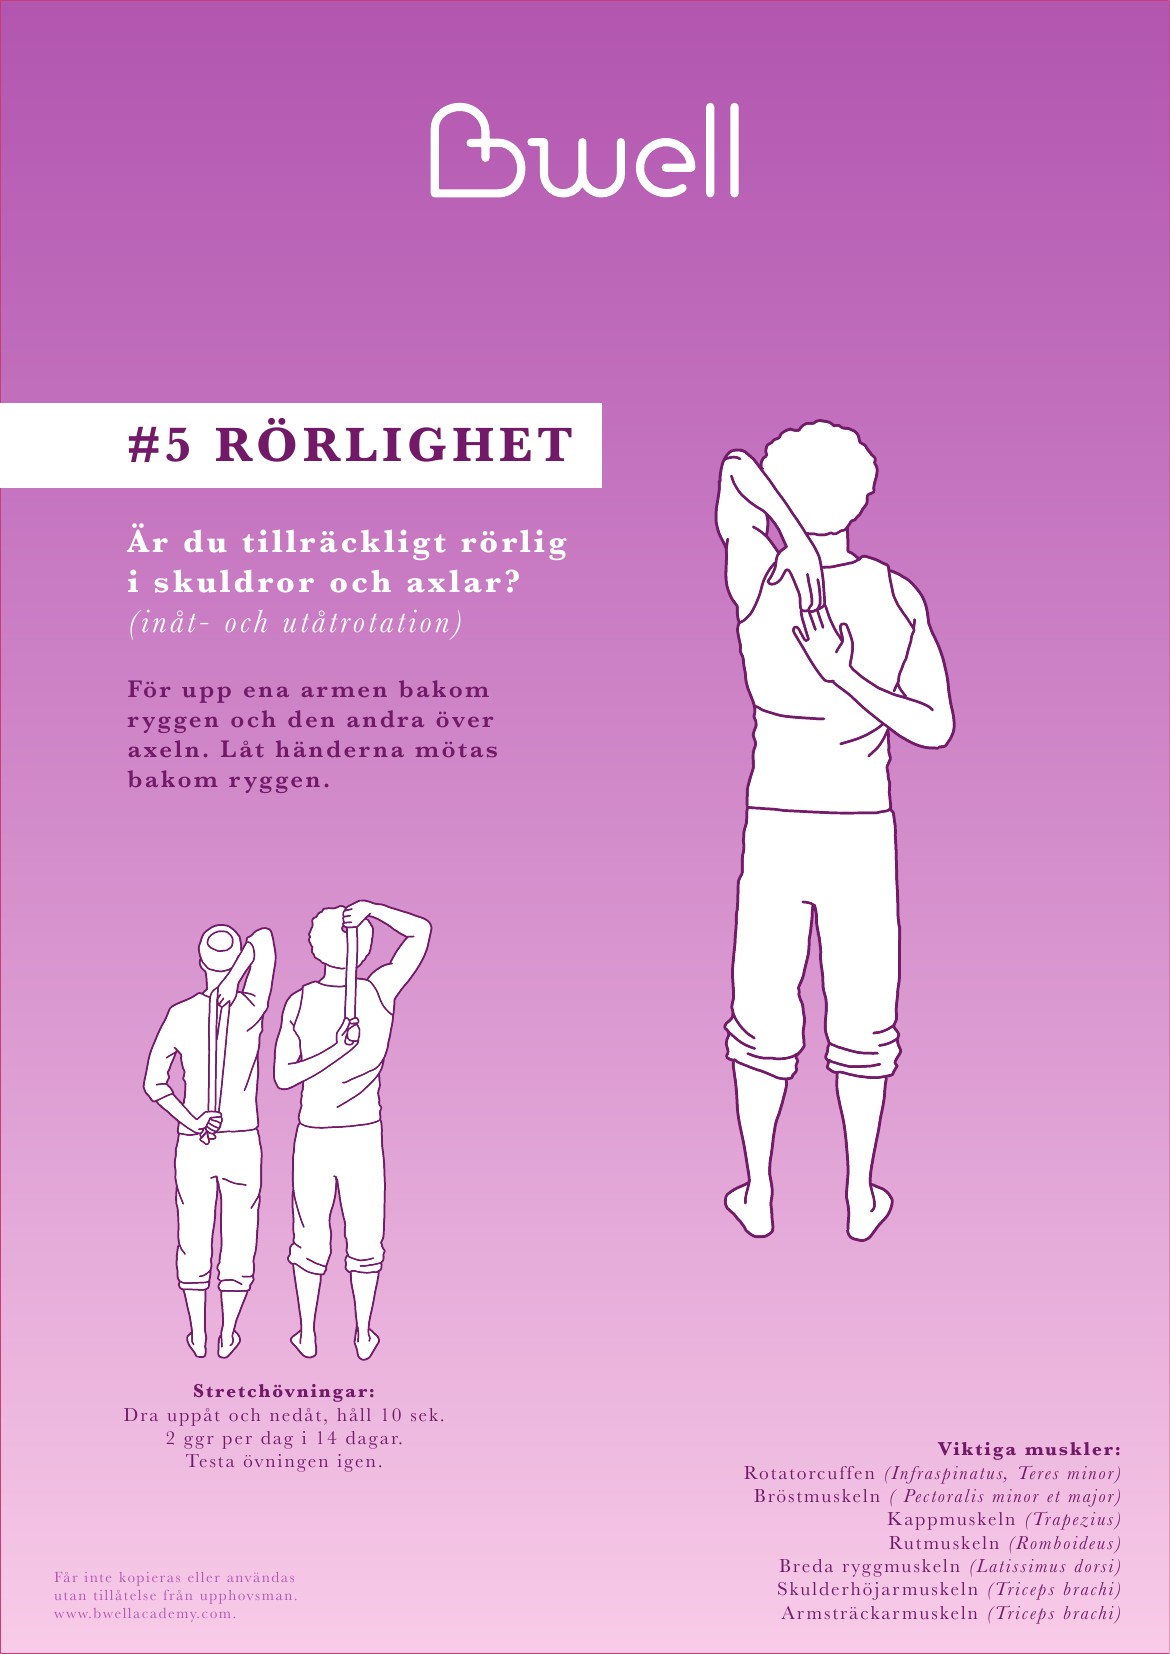 Bwell
#5 RÖRLIGHET
Är du tillräckligt rörlig
i skuldror och axlar?
(inåt- och utåtrotation)
För upp ena armen bakom
ryggen och den andra över
axeln. Låt händerna mötas
bakom ryggen.
Stretchövningar:
Dra uppåt och nedåt, håll 10 sek.
2 ggr per dag i 14 dagar.
Testa övningen igen.
Viktiga muskler:
Rotatorcuffen (Infraspinatus, Teres minor)
Bröstmuskeln ( Pectoralis minor et major)
Kappmuskeln (Trapezius)
Rutmuskeln (Romboideus)
Breda ryggmuskeln (Latissimus dorsi)
Skulderhöjarmuskeln (Triceps brachi)
Armsträckarmuskeln (Triceps brachi)
Får inte kopieras eller användas
utan tillåtelse från upphovsman.
www.bwellacademy.com.